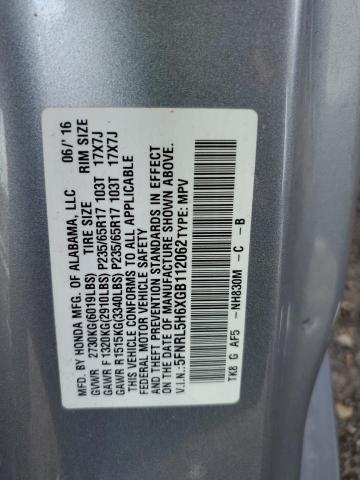 MFD. BY HONDA MFG. OF ALABAMA, LLC 06/ 16
GVWR 2730KG(6019LBS) TIRE SIZE RIM SIZE
GAWR F1320KG(2910LBS) P235/65R17 103T 17X7J
GAWR R1515KG(3340LBS) P235/65R17 103T 17X7J
THIS VEHICLE CONFORMS TO ALL APPLICABLE
FEDERAL MOTOR VEHICLE SAFETY
AND THEFT PREVENTION STANDARDS IN EFFECT
ON THE DATE OF MANUFACTURE SHOWN ABOVE.
V.I.N.:5FNRL5H6XGB112062 TYPE: MPV
TK8 G AF5 -NH830M -C -B